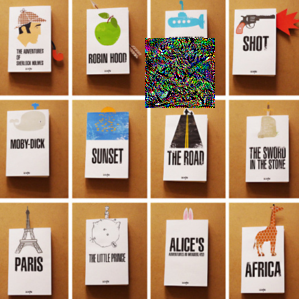 THE ADVENTURES
OF
SHERLOCK HOLMES
ROBIN HOOD
SHOT
MOBY-DICK
SUNSET
THE ROAD
THE SWORD
IN THE STONE
PARIS
THE LITTLE PRINCE
ALICE'S
AFRICA